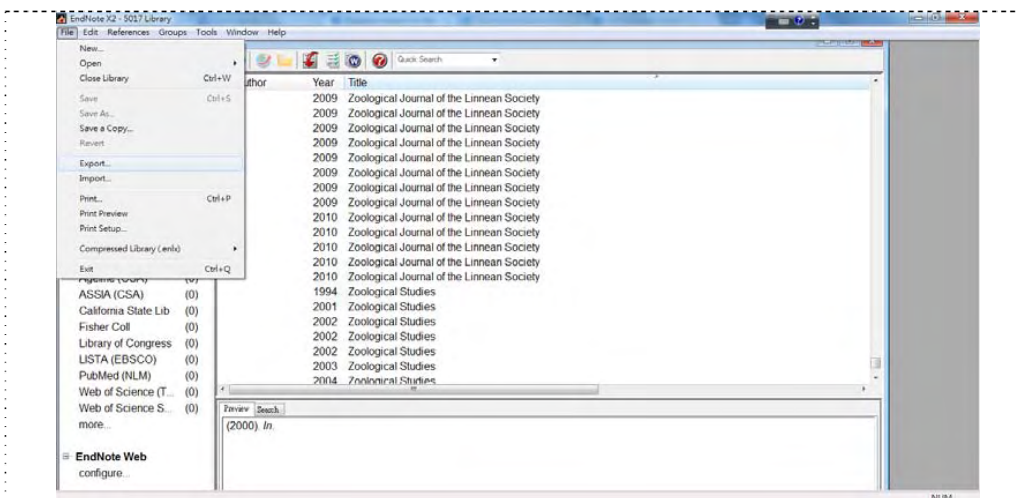 EndNote X2 - 5017 Library
File Edit References Groups Tools Window Help
New...
Open
Close Library Ctrl+W
Save Ctrl+S
Save As...
Save a Copy...
Revert
Export...
Import...
Print... Ctrl+P
Print Preview
Print Setup...
Compressed Library (.enlx)
Exit Ctrl+Q
Quick Search
uthor Year Title
2009 Zoological Journal of the Linnean Society
2009 Zoological Journal of the Linnean Society
2009 Zoological Journal of the Linnean Society
2009 Zoological Journal of the Linnean Society
2009 Zoological Journal of the Linnean Society
2009 Zoological Journal of the Linnean Society
2009 Zoological Journal of the Linnean Society
2009 Zoological Journal of the Linnean Society
2010 Zoological Journal of the Linnean Society
2010 Zoological Journal of the Linnean Society
2010 Zoological Journal of the Linnean Society
2010 Zoological Journal of the Linnean Society
2010 Zoological Journal of the Linnean Society
1994 Zoological Studies
2001 Zoological Studies
2002 Zoological Studies
2002 Zoological Studies
2002 Zoological Studies
2003 Zoological Studies
2004 Zoological Studies
Ageline (CSA) (0)
ASSIA (CSA) (0)
California State Lib (0)
Fisher Coll (0)
Library of Congress (0)
LISTA (EBSCO) (0)
PubMed (NLM) (0)
Web of Science (T... (0)
Web of Science S... (0)
more...
EndNote Web
configure...
Preview Search
(2000). In.
NUM